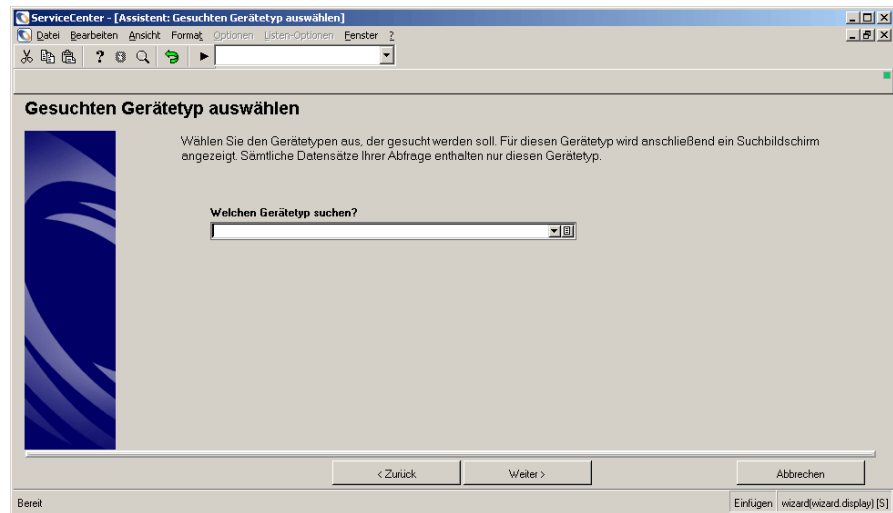 ServiceCenter - [Assistent: Gesuchten Gerätetyp auswählen]
Datei Bearbeiten Ansicht Format Optionen Listen-Optionen Fenster ?
Gesuchten Gerätetyp auswählen
Wählen Sie den Gerätetypen aus, der gesucht werden soll. Für diesen Gerätetyp wird anschließend ein Suchbildschirm
angezeigt. Sämtliche Datensätze Ihrer Abfrage enthalten nur diesen Gerätetyp.
Welchen Gerätetyp suchen?
< Zurück Weiter > Abbrechen
Bereit Einfügen wizard(wizard.display) [S]